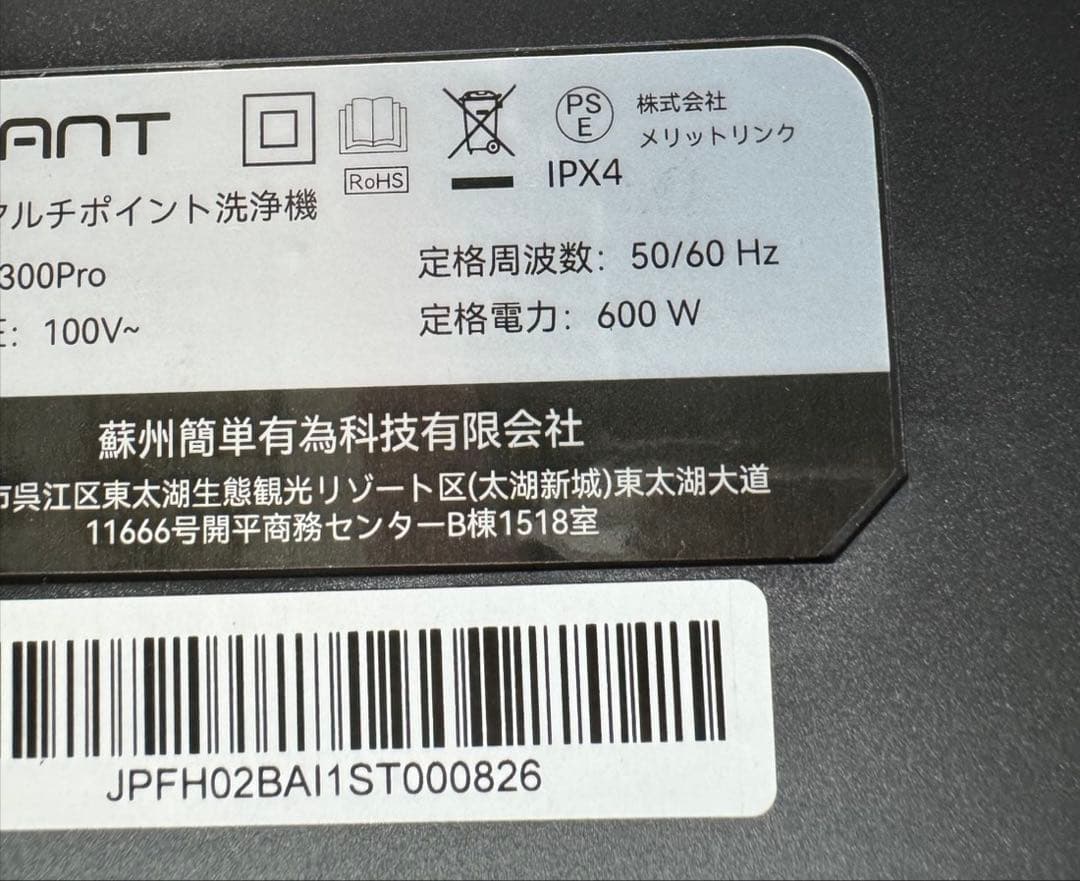 ANT
RoHS
PS
E
株式会社
メリットリンク
IPX4
マルチポイント洗浄機
300Pro
定格周波数: 50/60 Hz
圧: 100V~
定格電力: 600 W
蘇州簡単有為科技有限会社
市呉江区東太湖生態観光リゾート区(太湖新城)東太湖大道
11666号開平商務センターB棟1518室
JPFH02BAI1ST000826